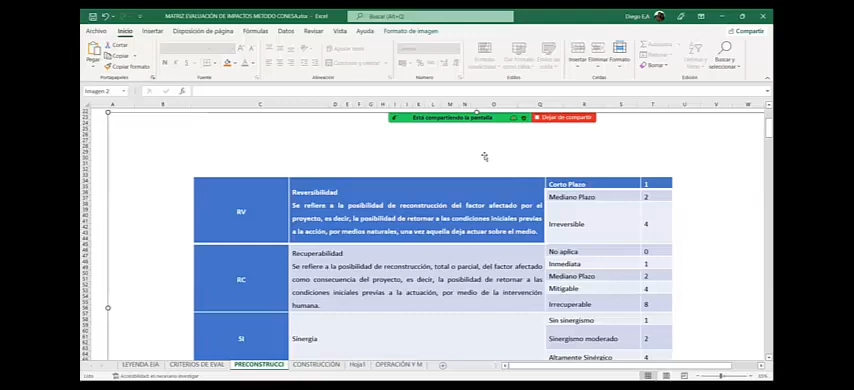 MATRIZ EVALUACIÓN DE IMPACTOS METODO CONESA.xlsx - Excel
Buscar (Alt+Q)
Diego E.A
Archivo Inicio Insertar Disposición de página Fórmulas Datos Revisar Vista Ayuda Formato de imagen
Compartir
Pegar
Cortar
Copiar
Copiar formato
Portapapeles
Fuente
Alineación
Número
Estilos
Insertar Eliminar Formato
Celdas
Borrar
Buscar y
seleccionar
Edición
Imagen 2
Está compartiendo la pantalla
Dejar de compartir
RV
Reversibilidad
Se refiere a la posibilidad de reconstrucción del factor afectado por el
proyecto, es decir, la posibilidad de retornar a las condiciones iniciales previas
a la acción, por medios naturales, una vez aquella deja actuar sobre el medio.
Corto Plazo 1
Mediano Plazo 2
Irreversible 4
RC
Recuperabilidad
Se refiere a la posibilidad de reconstrucción, total o parcial, del factor afectado
como consecuencia del proyecto, es decir, la posibilidad de retornar a las
condiciones iniciales previas a la actuación, por medio de la intervención
humana.
No aplica 0
Inmediata 1
Mediano Plazo 2
Mitigable 4
Irrecuperable 8
SI
Sinergia
Sin sinergismo 1
Sinergismo moderado 2
Altamente Sinérgico 4
LEYENDA EIA CRITERIOS DE EVAL PRECONSTRUCCI CONSTRUCCIÓN Hoja1 OPERACIÓN Y M
Listo
Accesibilidad: es necesario investigar